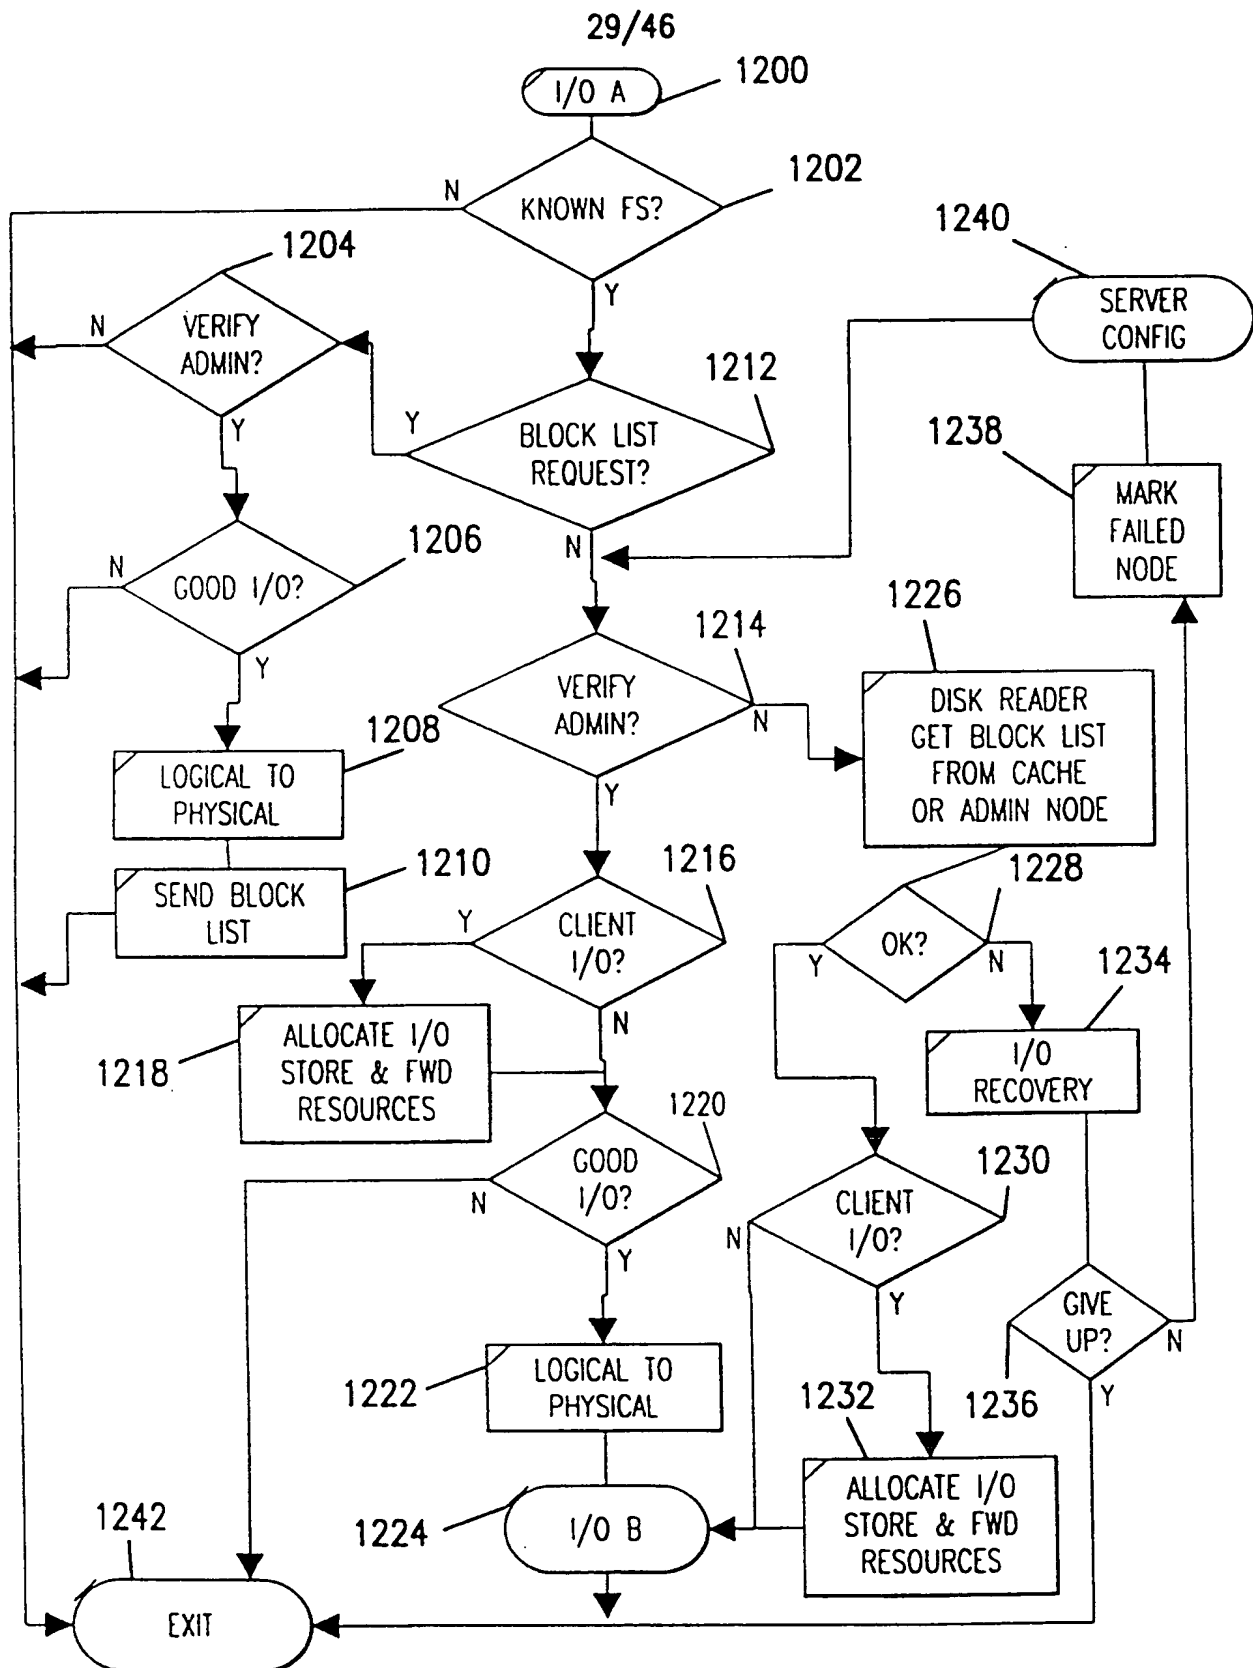 29/46
I/O A
1200
KNOWN FS?
1202
N
Y
1204
VERIFY
ADMIN?
N
Y
1240
SERVER
CONFIG
1212
BLOCK LIST
REQUEST?
Y
N
1238
MARK
FAILED
NODE
1206
GOOD I/O?
N
Y
1214
VERIFY
ADMIN?
N
Y
1226
DISK READER
GET BLOCK LIST
FROM CACHE
OR ADMIN NODE
1208
LOGICAL TO
PHYSICAL
1210
SEND BLOCK
LIST
1216
CLIENT
I/O?
Y
N
1228
OK?
Y
N
1218
ALLOCATE I/O
STORE & FWD
RESOURCES
1234
I/O
RECOVERY
1220
GOOD
I/O?
N
Y
1230
CLIENT
I/O?
N
Y
GIVE
UP?
N
Y
1236
1222
LOGICAL TO
PHYSICAL
1232
ALLOCATE I/O
STORE & FWD
RESOURCES
1224
I/O B
1242
EXIT